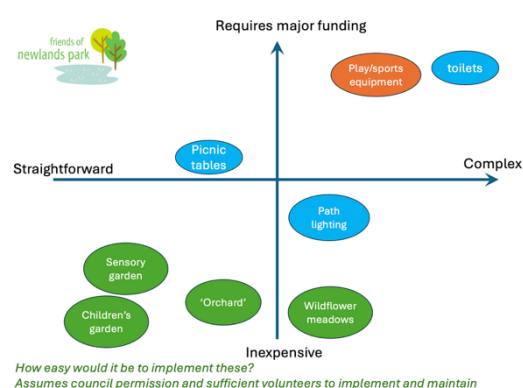 Requires major funding
friends of
newlands park
Play/sports
equipment
toilets
Picnic
tables
Straightforward
Complex
Path
lighting
Sensory
garden
'Orchard'
Wildflower
meadows
Children's
garden
Inexpensive
How easy would it be to implement these?
Assumes council permission and sufficient volunteers to implement and maintain